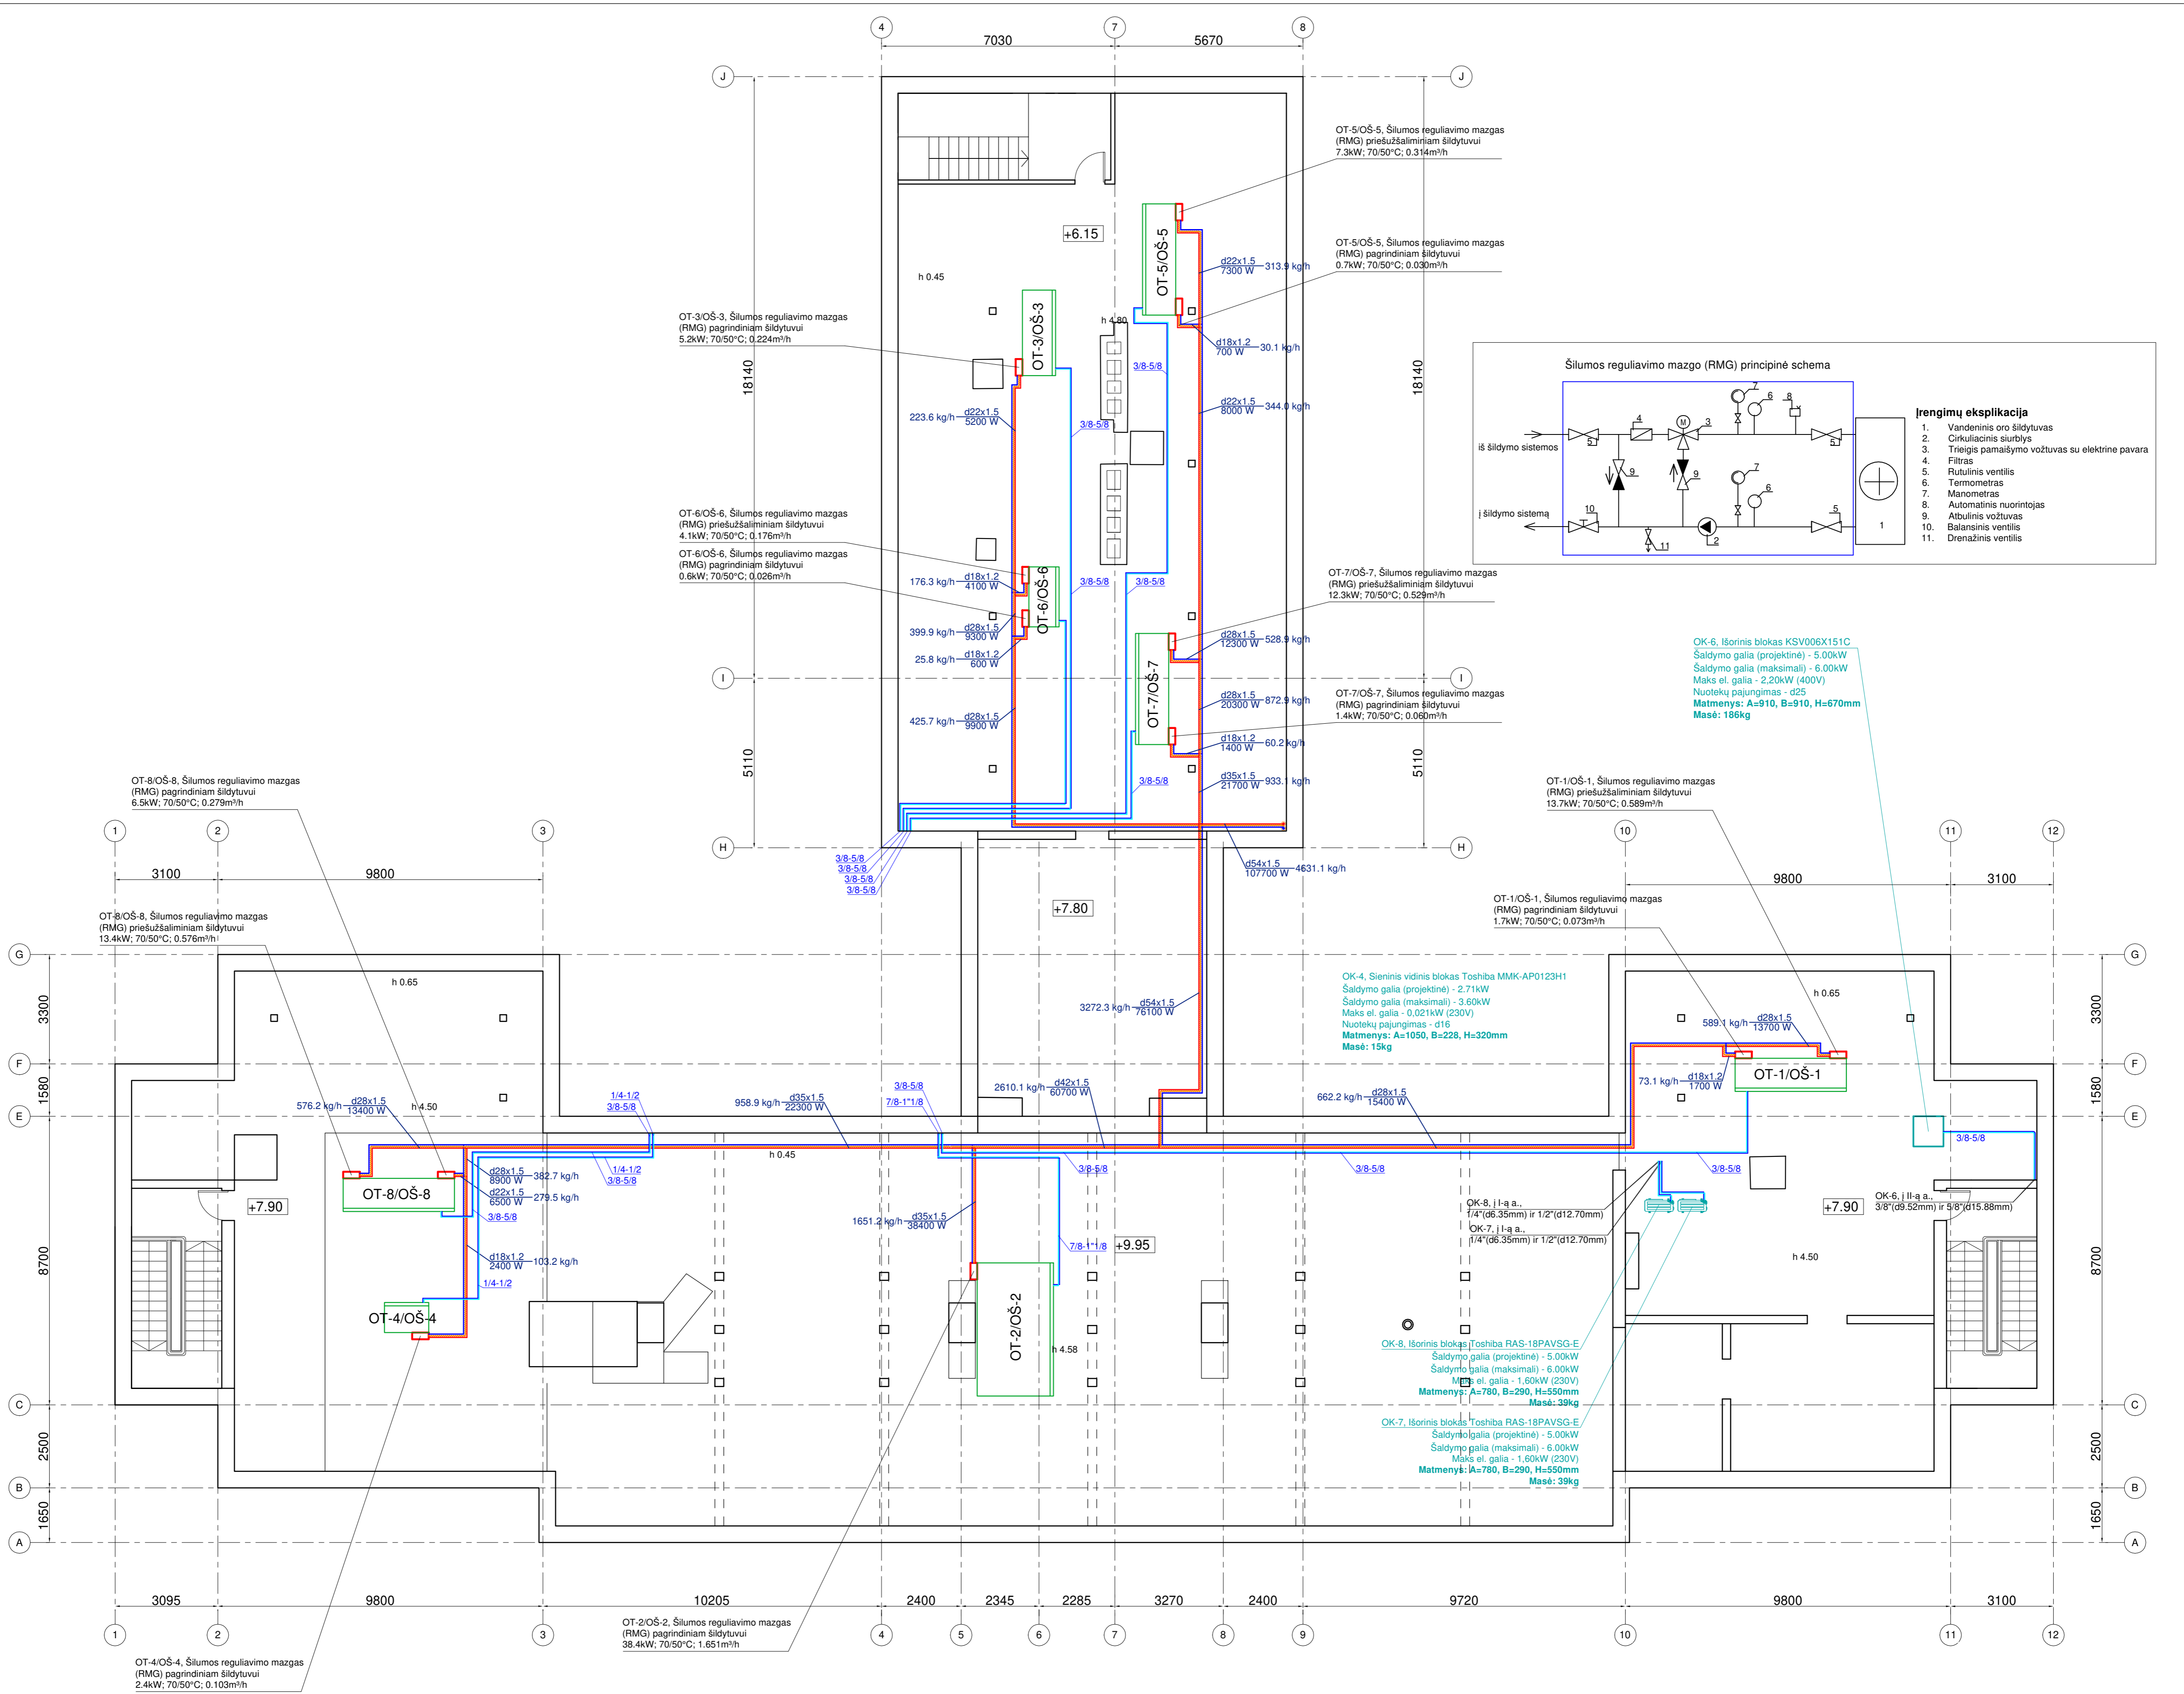 4
7
8
7030
5670
J
J
OT-5/OŠ-5, Šilumos reguliavimo mazgas
(RMG) priešužšaliminiam šildytuvui
7.3kW; 70/50°C; 0.314m³/h
+6.15
OT-5/OŠ-5
OT-5/OŠ-5, Šilumos reguliavimo mazgas
(RMG) pagrindiniam šildytuvui
0.7kW; 70/50°C; 0.030m³/h
d22x1.5
7300 W
313.9 kg/h
h 0.45
OT-3/OŠ-3, Šilumos reguliavimo mazgas
(RMG) pagrindiniam šildytuvui
5.2kW; 70/50°C; 0.224m³/h
OT-3/OŠ-3
h 4.80
d18x1.2
700 W
30.1 kg/h
3/8-5/8
18140
18140
223.6 kg/h
d22x1.5
5200 W
3/8-5/8
d22x1.5
8000 W
344.0 kg/h
Šilumos reguliavimo mazgo (RMG) principinė schema
7
6
8
4
M
3
5
5
iš šildymo sistemos
9
9
7
6
į šildymo sistemą
10
5
11
2
1
Įrengimų eksplikacija
1. Vandeninis oro šildytuvas
2. Cirkuliacinis siurblys
3. Trieigis pamaišymo vožtuvas su elektrine pavara
4. Filtras
5. Rutulinis ventilis
6. Termometras
7. Manometras
8. Automatinis nuorintojas
9. Atbulinis vožtuvas
10. Balansinis ventilis
11. Drenažinis ventilis
OT-6/OŠ-6, Šilumos reguliavimo mazgas
(RMG) priešužšaliminiam šildytuvui
4.1kW; 70/50°C; 0.176m³/h
OT-6/OŠ-6, Šilumos reguliavimo mazgas
(RMG) pagrindiniam šildytuvui
0.6kW; 70/50°C; 0.026m³/h
176.3 kg/h
d18x1.2
4100 W
OT-6/OŠ-6
3/8-5/8
3/8-5/8
OT-7/OŠ-7, Šilumos reguliavimo mazgas
(RMG) priešužšaliminiam šildytuvui
12.3kW; 70/50°C; 0.529m³/h
399.9 kg/h
d28x1.5
9300 W
25.8 kg/h
d18x1.2
600 W
d28x1.5
12300 W
528.9 kg/h
I
I
OT-7/OŠ-7
OT-7/OŠ-7, Šilumos reguliavimo mazgas
(RMG) pagrindiniam šildytuvui
1.4kW; 70/50°C; 0.060m³/h
425.7 kg/h
d28x1.5
9900 W
d28x1.5
20300 W
872.9 kg/h
d18x1.2
1400 W
60.2 kg/h
5110
5110
3/8-5/8
d35x1.5
21700 W
933.1 kg/h
OK-6, Išorinis blokas KSV006X151C
Šaldymo galia (projektinė) - 5.00kW
Šaldymo galia (maksimali) - 6.00kW
Maks el. galia - 2,20kW (400V)
Nuotekų pajungimas - d25
Matmenys: A=910, B=910, H=670mm
Masė: 186kg
OT-8/OŠ-8, Šilumos reguliavimo mazgas
(RMG) pagrindiniam šildytuvui
6.5kW; 70/50°C; 0.279m³/h
OT-1/OŠ-1, Šilumos reguliavimo mazgas
(RMG) priešužšaliminiam šildytuvui
13.7kW; 70/50°C; 0.589m³/h
1
2
3
H
H
10
11
12
3/8-5/8
3/8-5/8
3/8-5/8
3/8-5/8
d54x1.5
107700 W
4631.1 kg/h
3100
9800
9800
3100
OT-8/OŠ-8, Šilumos reguliavimo mazgas
(RMG) priešužšaliminiam šildytuvui
13.4kW; 70/50°C; 0.576m³/h
+7.80
OT-1/OŠ-1, Šilumos reguliavimo mazgas
(RMG) pagrindiniam šildytuvui
1.7kW; 70/50°C; 0.073m³/h
G
G
h 0.65
h 0.65
3300
3300
3272.3 kg/h
d54x1.5
76100 W
OK-4, Sieninis vidinis blokas Toshiba MMK-AP0123H1
Šaldymo galia (projektinė) - 2.71kW
Šaldymo galia (maksimali) - 3.60kW
Maks el. galia - 0,021kW (230V)
Nuotekų pajungimas - d16
Matmenys: A=1050, B=228, H=320mm
Masė: 15kg
589.1 kg/h
d28x1.5
13700 W
F
F
1580
1580
576.2 kg/h
d28x1.5
13400 W
h 4.50
1/4-1/2
3/8-5/8
958.9 kg/h
d35x1.5
22300 W
3/8-5/8
7/8-1"1/8
2610.1 kg/h
d42x1.5
60700 W
662.2 kg/h
d28x1.5
15400 W
73.1 kg/h
d18x1.2
1700 W
OT-1/OŠ-1
E
E
h 0.45
3/8-5/8
1/4-1/2
3/8-5/8
3/8-5/8
3/8-5/8
3/8-5/8
d28x1.5
8900 W
382.7 kg/h
d22x1.5
6500 W
279.5 kg/h
OT-8/OŠ-8
+7.90
3/8-5/8
1651.2 kg/h
d35x1.5
38400 W
7/8-1"1/8
+9.95
OK-8, į I-ą a.,
1/4"(d6.35mm) ir 1/2"(d12.70mm)
OK-7, į I-ą a.,
1/4"(d6.35mm) ir 1/2"(d12.70mm)
+7.90
OK-6, į II-ą a.,
3/8"(d9.52mm) ir 5/8"(d15.88mm)
h 4.50
8700
8700
d18x1.2
2400 W
103.2 kg/h
1/4-1/2
OT-4/OŠ-4
OT-2/OŠ-2
h 4.58
OK-8, Išorinis blokas Toshiba RAS-18PAVSG-E
Šaldymo galia (projektinė) - 5.00kW
Šaldymo galia (maksimali) - 6.00kW
Maks el. galia - 1,60kW (230V)
Matmenys: A=780, B=290, H=550mm
Masė: 39kg
C
C
OK-7, Išorinis blokas Toshiba RAS-18PAVSG-E
Šaldymo galia (projektinė) - 5.00kW
Šaldymo galia (maksimali) - 6.00kW
Maks el. galia - 1,60kW (230V)
Matmenys: A=780, B=290, H=550mm
Masė: 39kg
2500
2500
B
B
1650
1650
A
A
3095
9800
10205
2400
2345
2285
3270
2400
9720
9800
3100
1
2
3
4
5
6
7
8
9
10
11
12
OT-2/OŠ-2, Šilumos reguliavimo mazgas
(RMG) pagrindiniam šildytuvui
38.4kW; 70/50°C; 1.651m³/h
OT-4/OŠ-4, Šilumos reguliavimo mazgas
(RMG) pagrindiniam šildytuvui
2.4kW; 70/50°C; 0.103m³/h